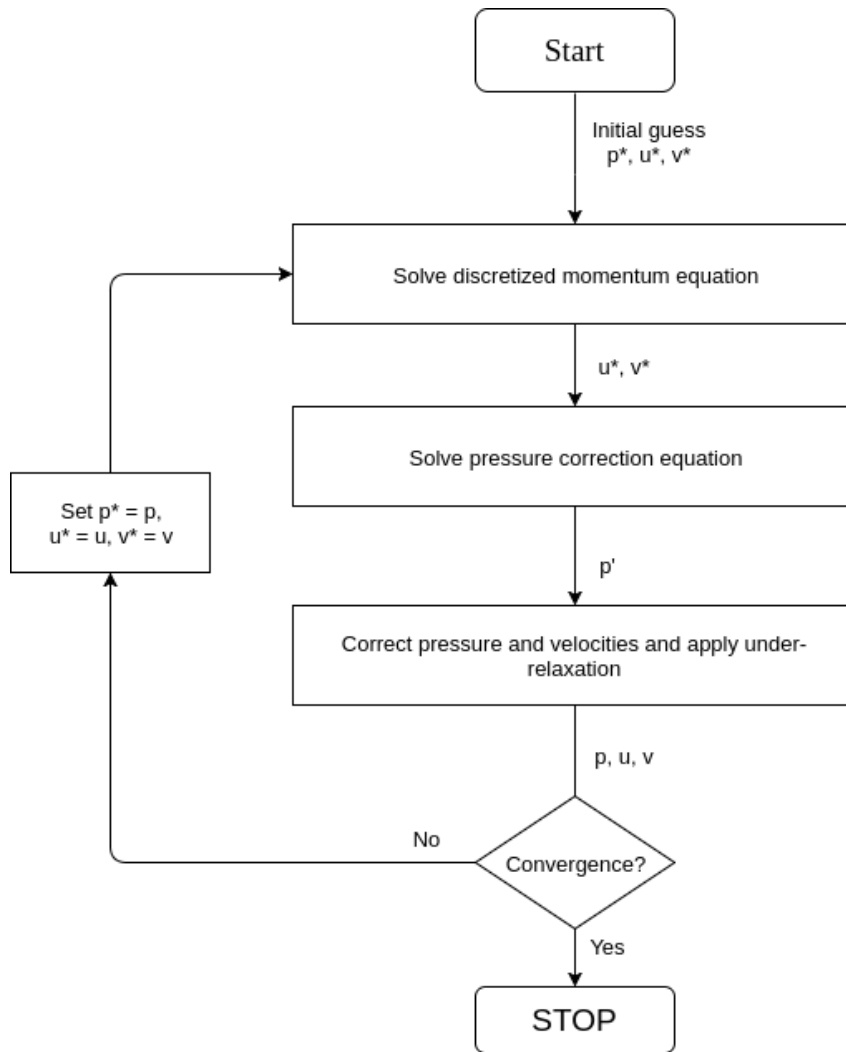 Start
Initial guess
p*, u*, v*
Solve discretized momentum equation
u*, v*
Solve pressure correction equation
Set p* = p,
u* = u, v* = v
p'
Correct pressure and velocities and apply under-
relaxation
p, u, v
No
Convergence?
Yes
STOP